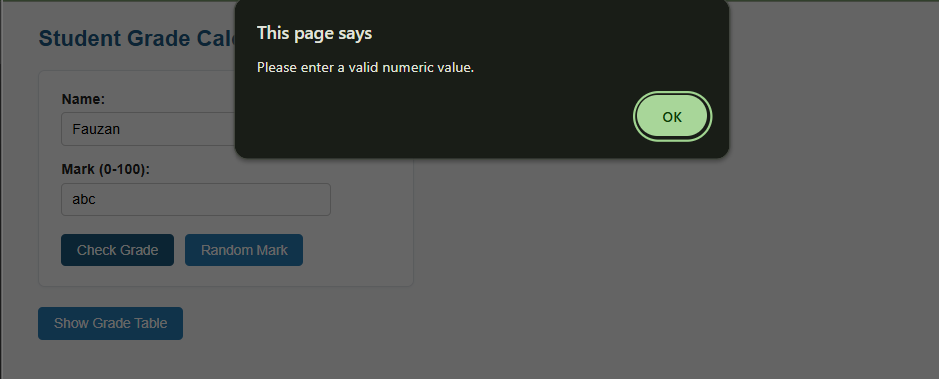 Student Grade Calc
This page says
Please enter a valid numeric value.
OK
Name:
Fauzan
Mark (0-100):
abc
Check Grade
Random Mark
Show Grade Table